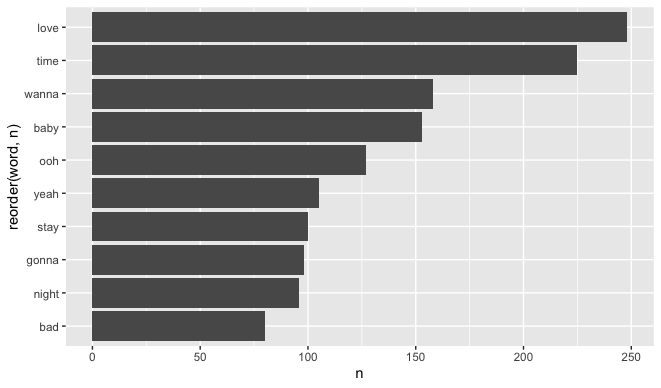 love
time
wanna
baby
ooh
yeah
stay
gonna
night
bad
reorder(word, n)
0 50 100 150 200 250
n